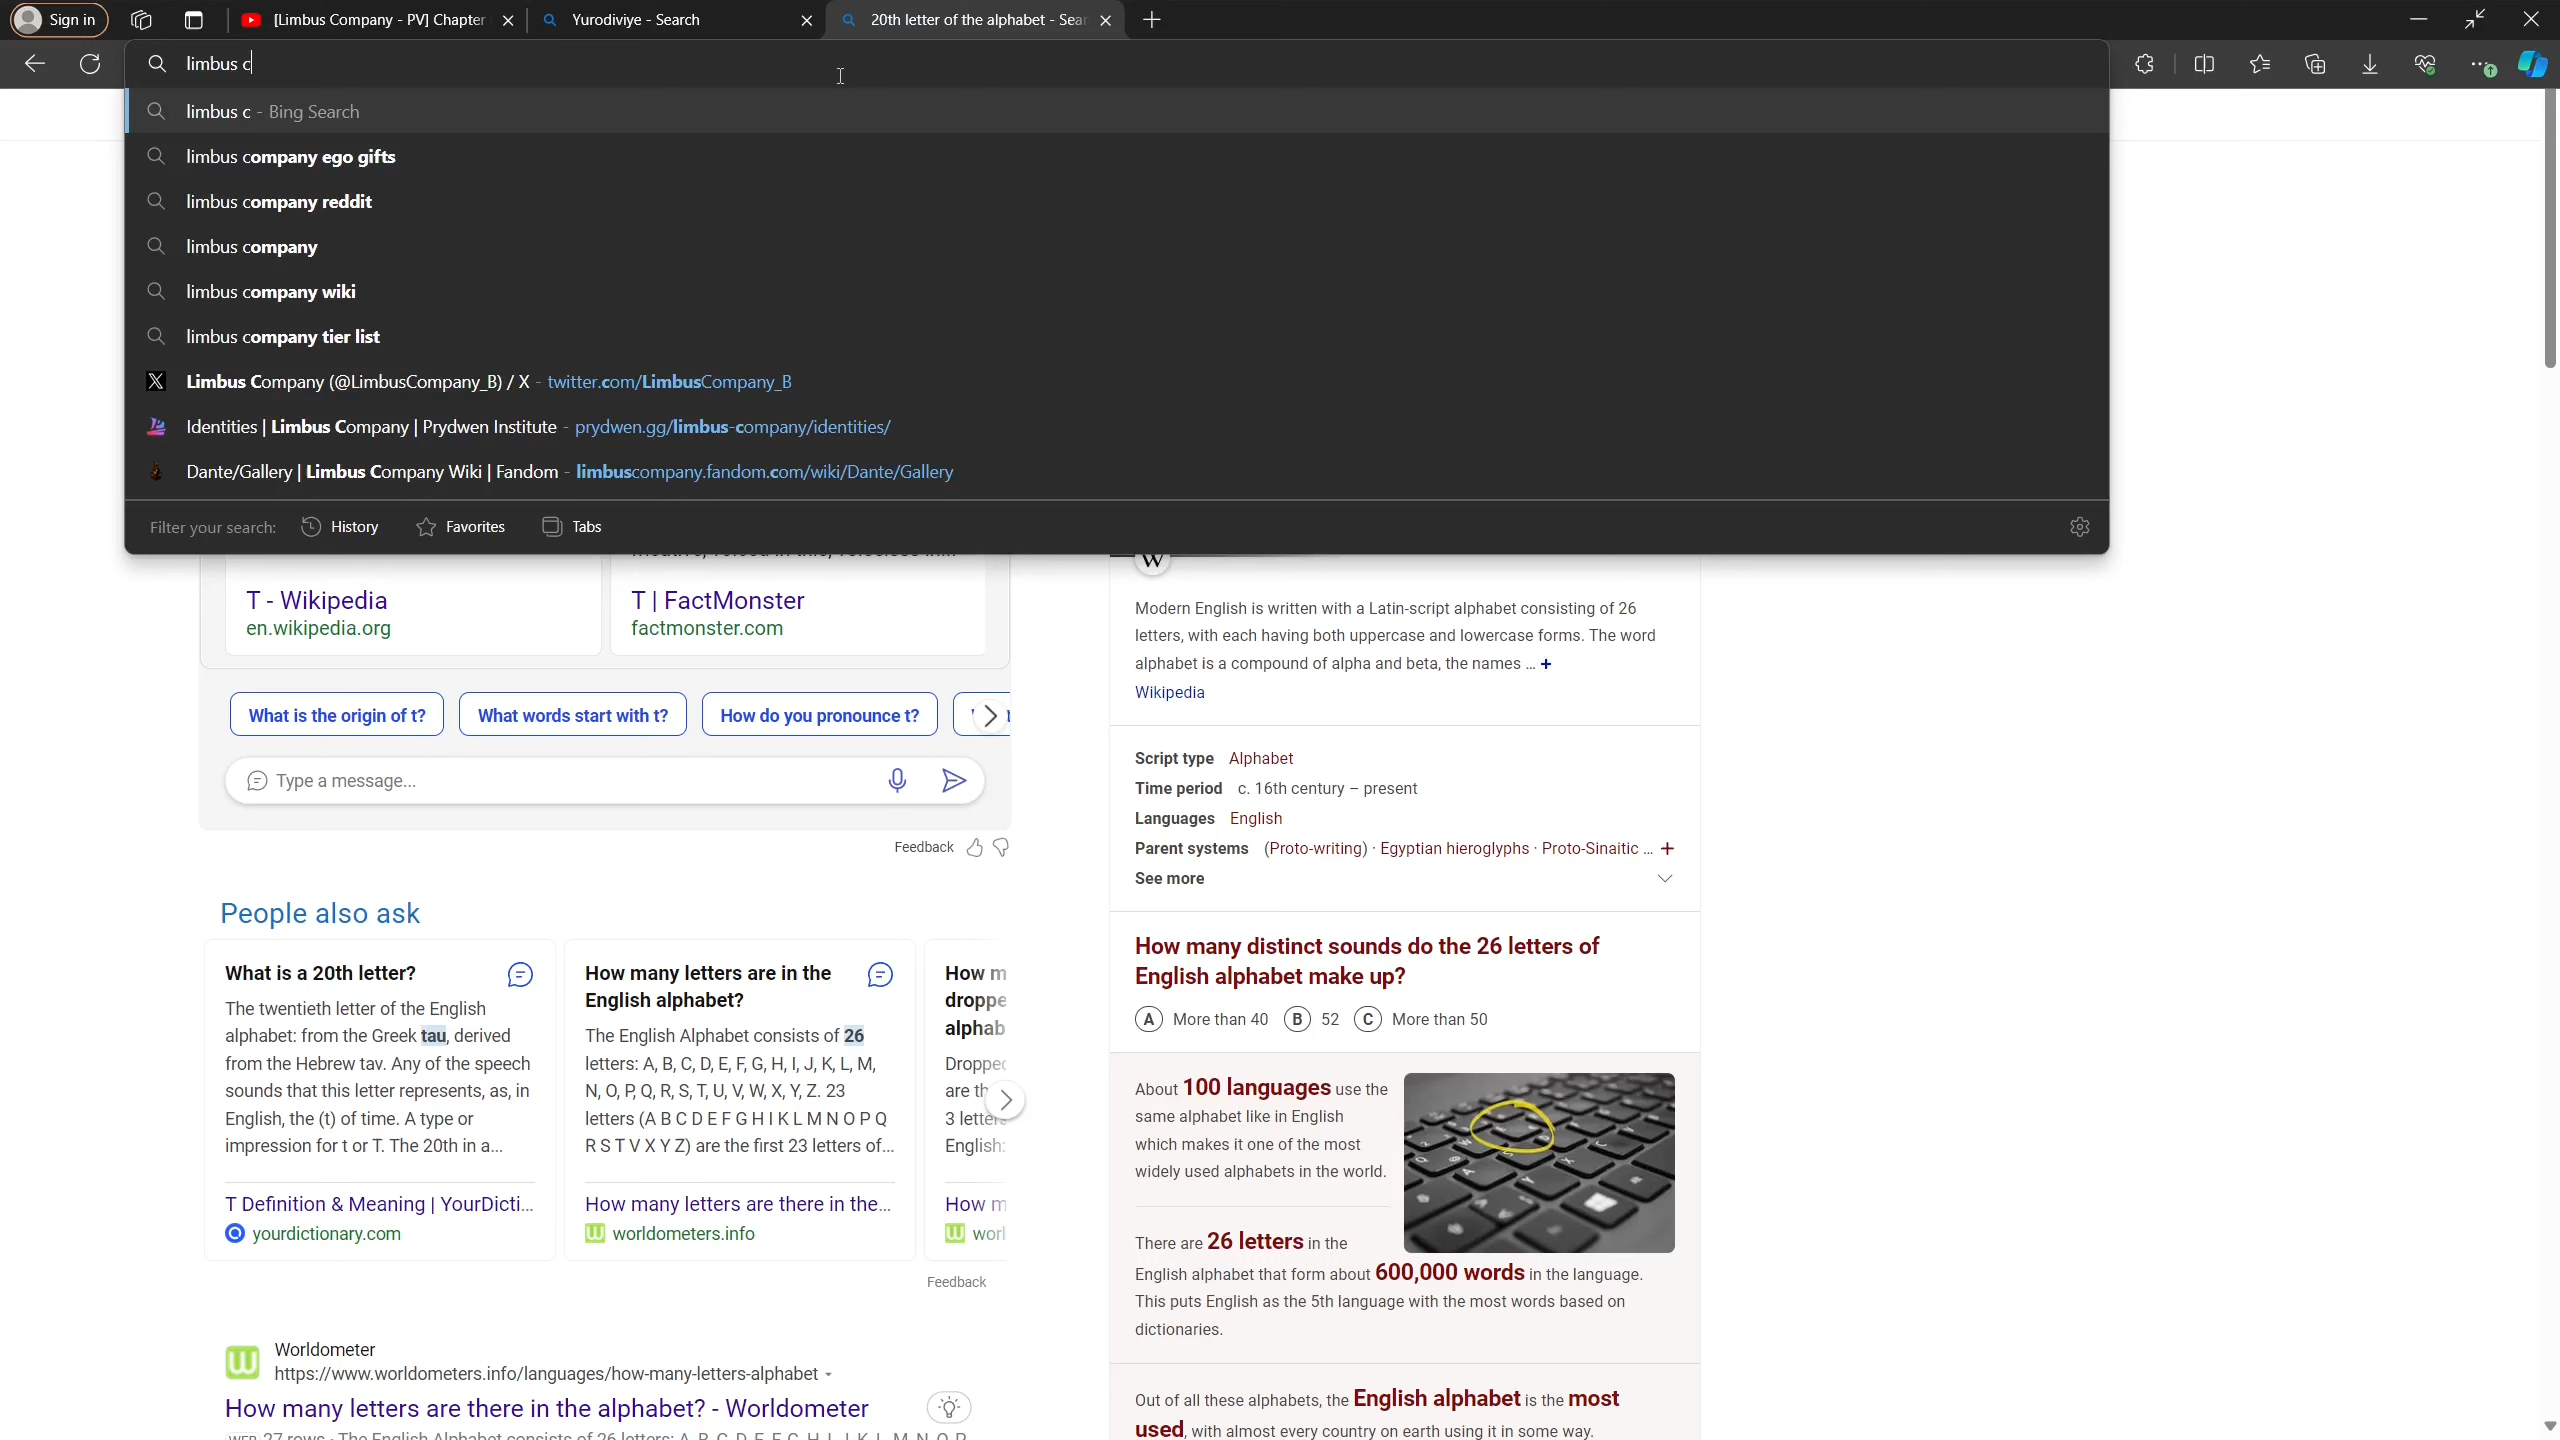 Sign in
[Limbus Company - PV] Chapter
Yurodiviye - Search
20th letter of the alphabet - Sear
limbus c
limbus c - Bing Search
limbus company ego gifts
limbus company reddit
limbus company
limbus company wiki
limbus company tier list
Limbus Company (@LimbusCompany_B) / X - twitter.com/LimbusCompany_B
Identities | Limbus Company | Prydwen Institute - prydwen.gg/limbus-company/identities/
Dante/Gallery | Limbus Company Wiki | Fandom - limbuscompany.fandom.com/wiki/Dante/Gallery
Filter your search: History Favorites Tabs
T - Wikipedia
en.wikipedia.org
T | FactMonster
factmonster.com
What is the origin of t?
What words start with t?
How do you pronounce t?
Type a message...
Feedback
People also ask
What is a 20th letter?
The twentieth letter of the English
alphabet: from the Greek tau, derived
from the Hebrew tav. Any of the speech
sounds that this letter represents, as, in
English, the (t) of time. A type or
impression for t or T. The 20th in a...
T Definition & Meaning | YourDicti...
yourdictionary.com
How many letters are in the
English alphabet?
The English Alphabet consists of 26
letters: A, B, C, D, E, F, G, H, I, J, K, L, M,
N, O, P, Q, R, S, T, U, V, W, X, Y, Z. 23
letters (A B C D E F G H I K L M N O P Q
R S T V X Y Z) are the first 23 letters of...
How many letters are there in the...
worldometers.info
How m
droppe
alphab
Dropped
are th
3 letter
English:
How m
worl
Feedback
Worldometer
https://www.worldometers.info/languages/how-many-letters-alphabet
How many letters are there in the alphabet? - Worldometer
W
Modern English is written with a Latin-script alphabet consisting of 26
letters, with each having both uppercase and lowercase forms. The word
alphabet is a compound of alpha and beta, the names ... +
Wikipedia
Script type Alphabet
Time period c. 16th century – present
Languages English
Parent systems (Proto-writing) · Egyptian hieroglyphs · Proto-Sinaitic ... +
See more
How many distinct sounds do the 26 letters of
English alphabet make up?
A More than 40 B 52 C More than 50
About 100 languages use the
same alphabet like in English
which makes it one of the most
widely used alphabets in the world.
There are 26 letters in the
English alphabet that form about 600,000 words in the language.
This puts English as the 5th language with the most words based on
dictionaries.
Out of all these alphabets, the English alphabet is the most
used, with almost every country on earth using it in some way.